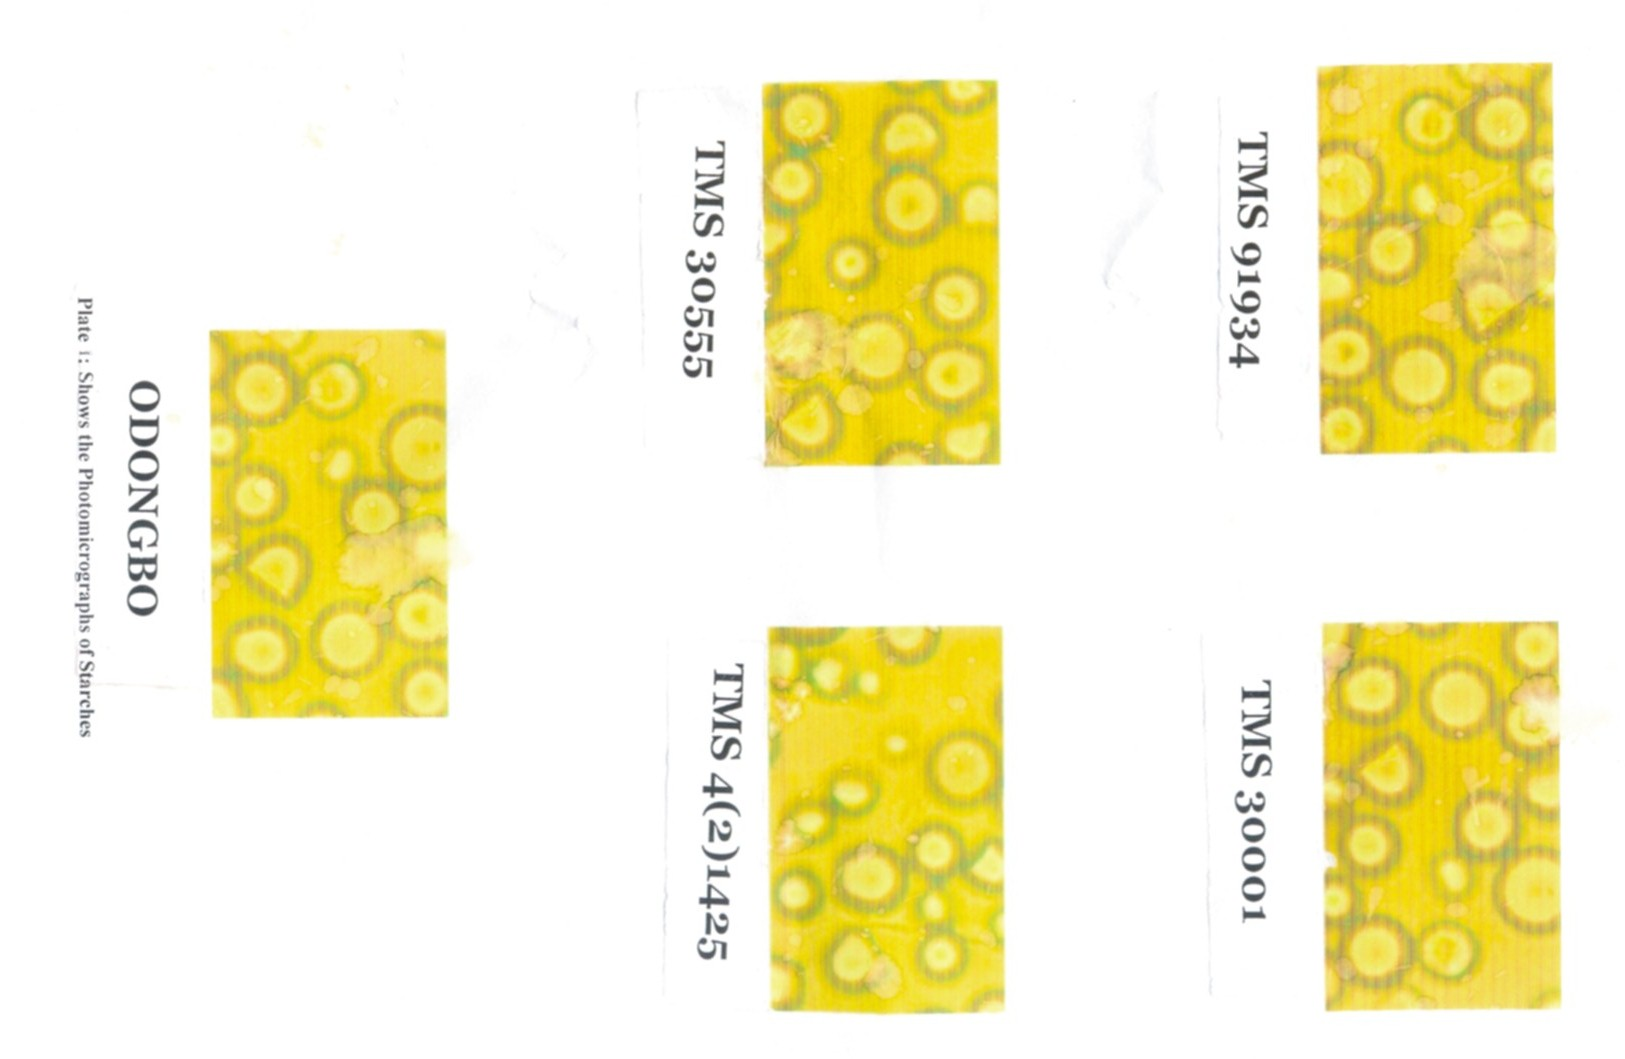 TMS 91934
TMS 30001
TMS 30555
TMS 4(2)1425
ODONGBO
Plate 1: Shows the Photomicrographs of Starches